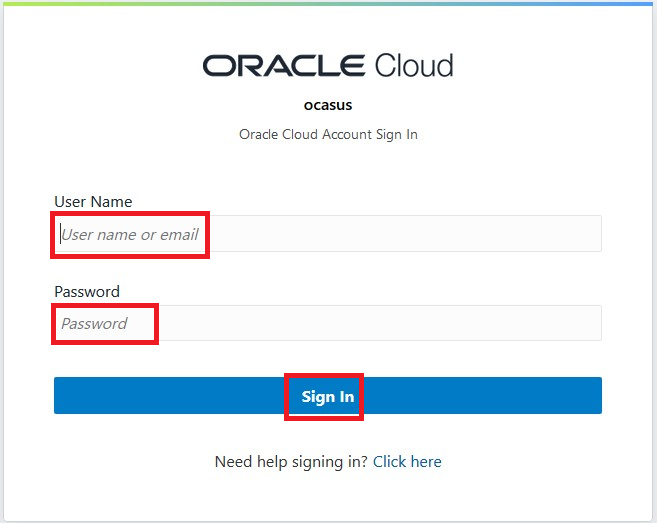 ORACLE Cloud
ocasus
Oracle Cloud Account Sign In
User Name
User name or email
Password
Password
Sign In
Need help signing in? Click here